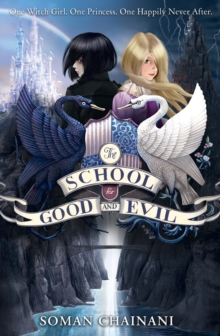 One Witch Girl. One Princess. One Happily Never After.
The
SCHOOL
for
GOOD AND EVIL
SOMAN CHAINANI